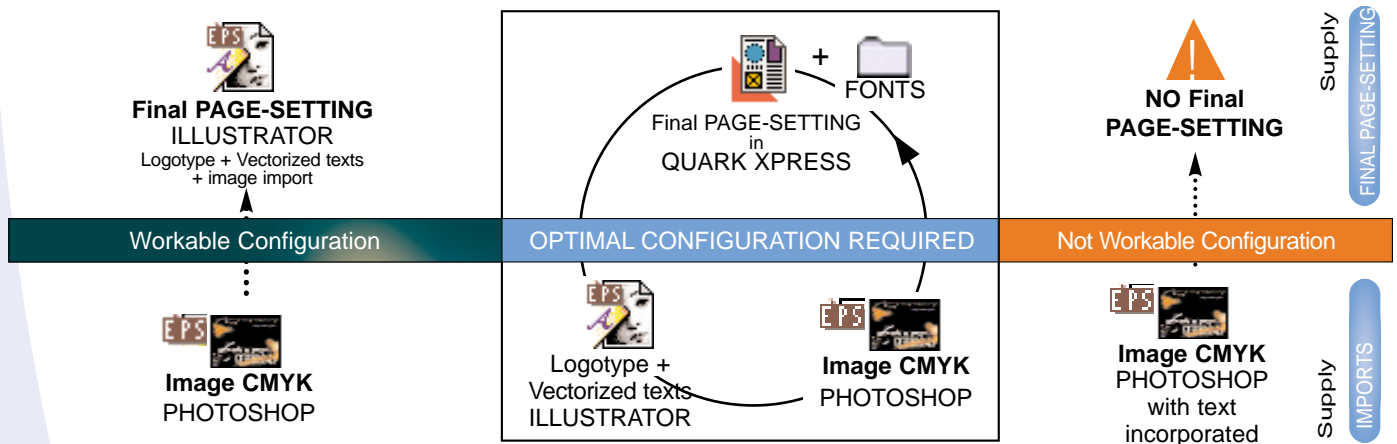 EPS
Final PAGE-SETTING
ILLUSTRATOR
Logotype + Vectorized texts
+ image import
Workable Configuration
EPS
Image CMYK
PHOTOSHOP
+
FONTS
Final PAGE-SETTING
in
QUARK XPRESS
OPTIMAL CONFIGURATION REQUIRED
EPS
Logotype +
Vectorized texts
ILLUSTRATOR
EPS
Image CMYK
PHOTOSHOP
!
NO Final
PAGE-SETTING
Not Workable Configuration
EPS
Image CMYK
PHOTOSHOP
with text
incorporated
Supply
FINAL PAGE-SETTING
Supply
IMPORTS